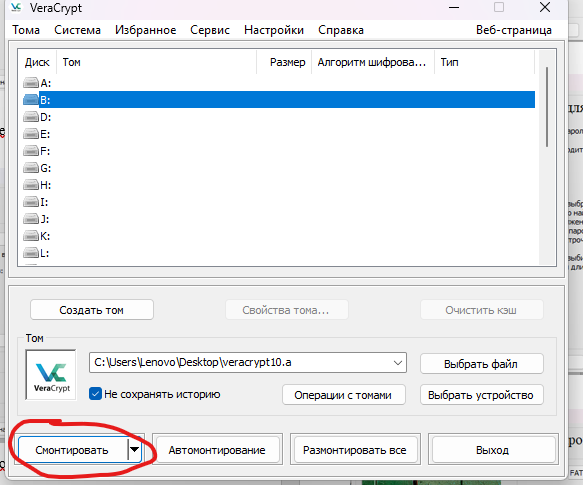 VeraCrypt
Тома Система Избранное Сервис Настройки Справка Веб-страница
Диск Том Размер Алгоритм шифрова... Тип
A:
B:
D:
E:
F:
G:
H:
I:
J:
K:
L:
Создать том Свойства тома... Очистить кэш
Том
C:\Users\Lenovo\Desktop\veracrypt10.a Выбрать файл
VeraCrypt
Не сохранять историю Операции с томами Выбрать устройство
Смонтировать Автомонтирование Размонтировать все Выход
FAT